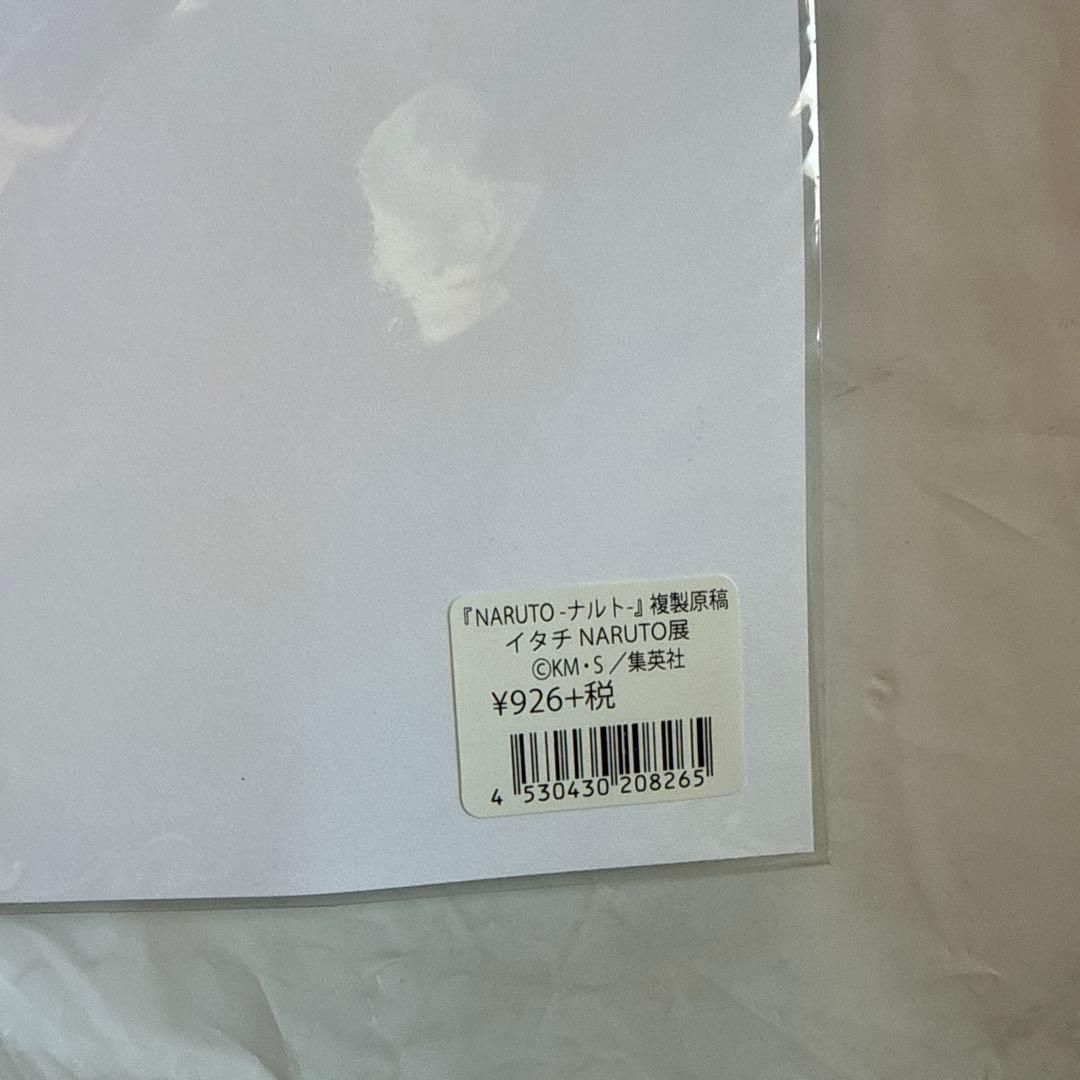 『NARUTO -ナルト-』複製原稿
イタチ NARUTO展
©KM・S／集英社
¥926+税
4 530430 208265